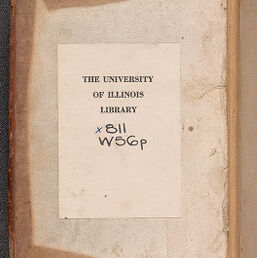 THE UNIVERSITY
OF ILLINOIS
LIBRARY
x811
W56p